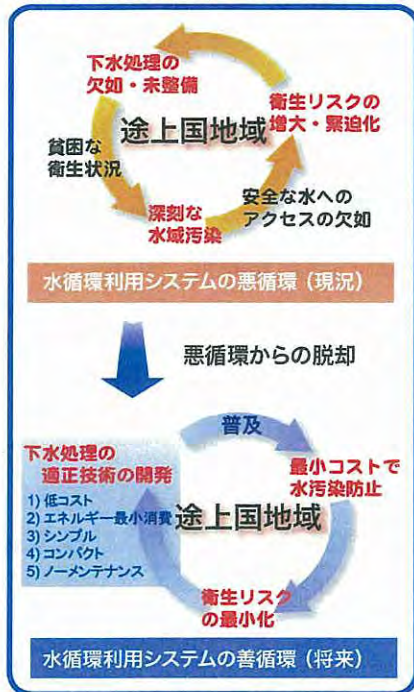 下水処理の
欠如・未整備
衛生リスクの
増大・緊迫化
途上国地域
貧困な
衛生状況
安全な水への
アクセスの欠如
深刻な
水域汚染
水循環利用システムの悪循環（現況）
悪循環からの脱却
普及
下水処理の
適正技術の開発
1) 低コスト
2) エネルギー最小消費
3) シンプル
4) コンパクト
5) ノーメンテナンス
最小コストで
水汚染防止
途上国地域
衛生リスク
の最小化
水循環利用システムの善循環（将来）